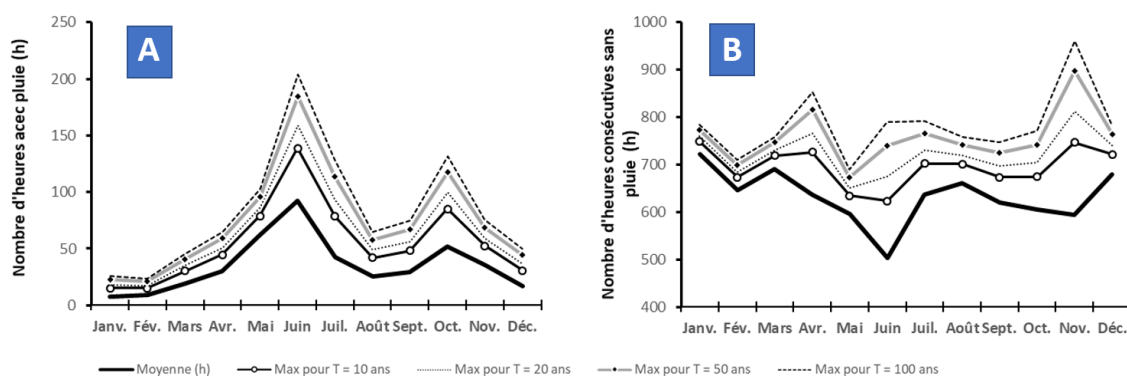 A
Nombre d'heures acec pluie (h)
250
200
150
100
50
0
Janv. Fév. Mars Avr. Mai Juin Juil. Août Sept. Oct. Nov. Déc.
B
Nombre d'heures consécutives sans
pluie (h)
1000
900
800
700
600
500
400
Janv. Fév. Mars Avr. Mai Juin Juil. Août Sept. Oct. Nov. Déc.
Moyenne (h) Max pour T = 10 ans Max pour T = 20 ans Max pour T = 50 ans Max pour T = 100 ans